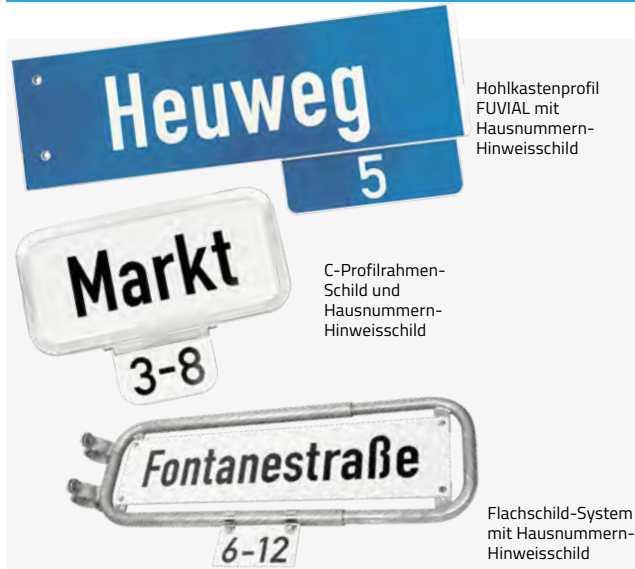 Heuweg
5
Hohlkastenprofil
FUVIAL mit
Hausnummern-
Hinweisschild
Markt
3-8
C-Profilrahmen-
Schild und
Hausnummern-
Hinweisschild
Fontanestraße
6-12
Flachschild-System
mit Hausnummern-
Hinweisschild